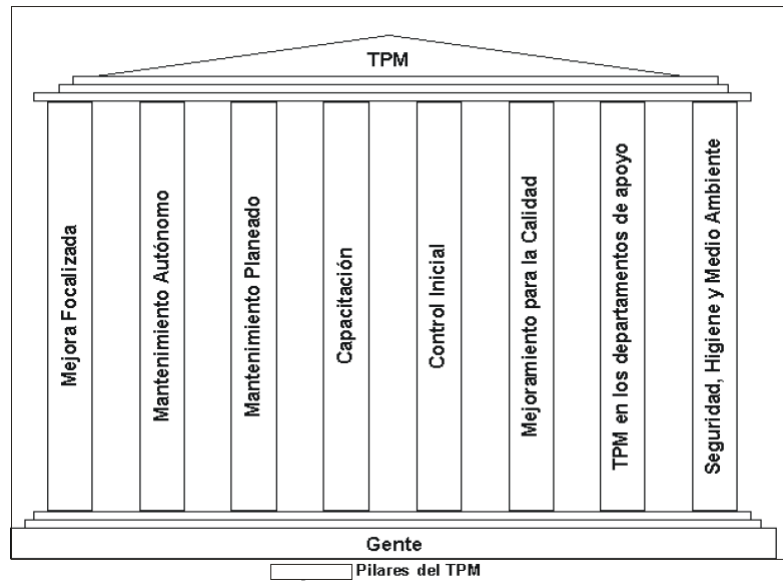 TPM
Mejora Focalizada
Mantenimiento Autónomo
Mantenimiento Planeado
Capacitación
Control Inicial
Mejoramiento para la Calidad
TPM en los departamentos de apoyo
Seguridad, Higiene y Medio Ambiente
Gente
Pilares del TPM